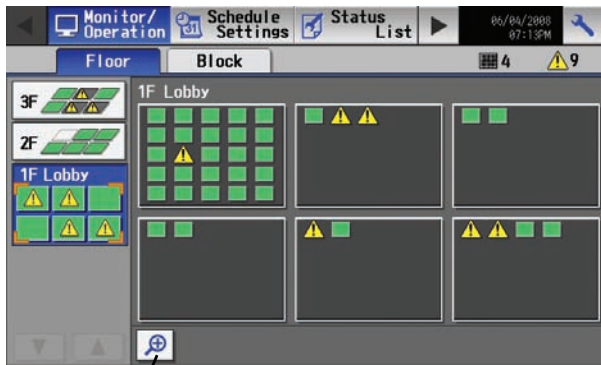 Monitor/
Operation
31
Schedule
Settings
Status
List
06/04/2008
07:13PM
Floor
Block
4
9
3F
2F
1F Lobby
1F Lobby